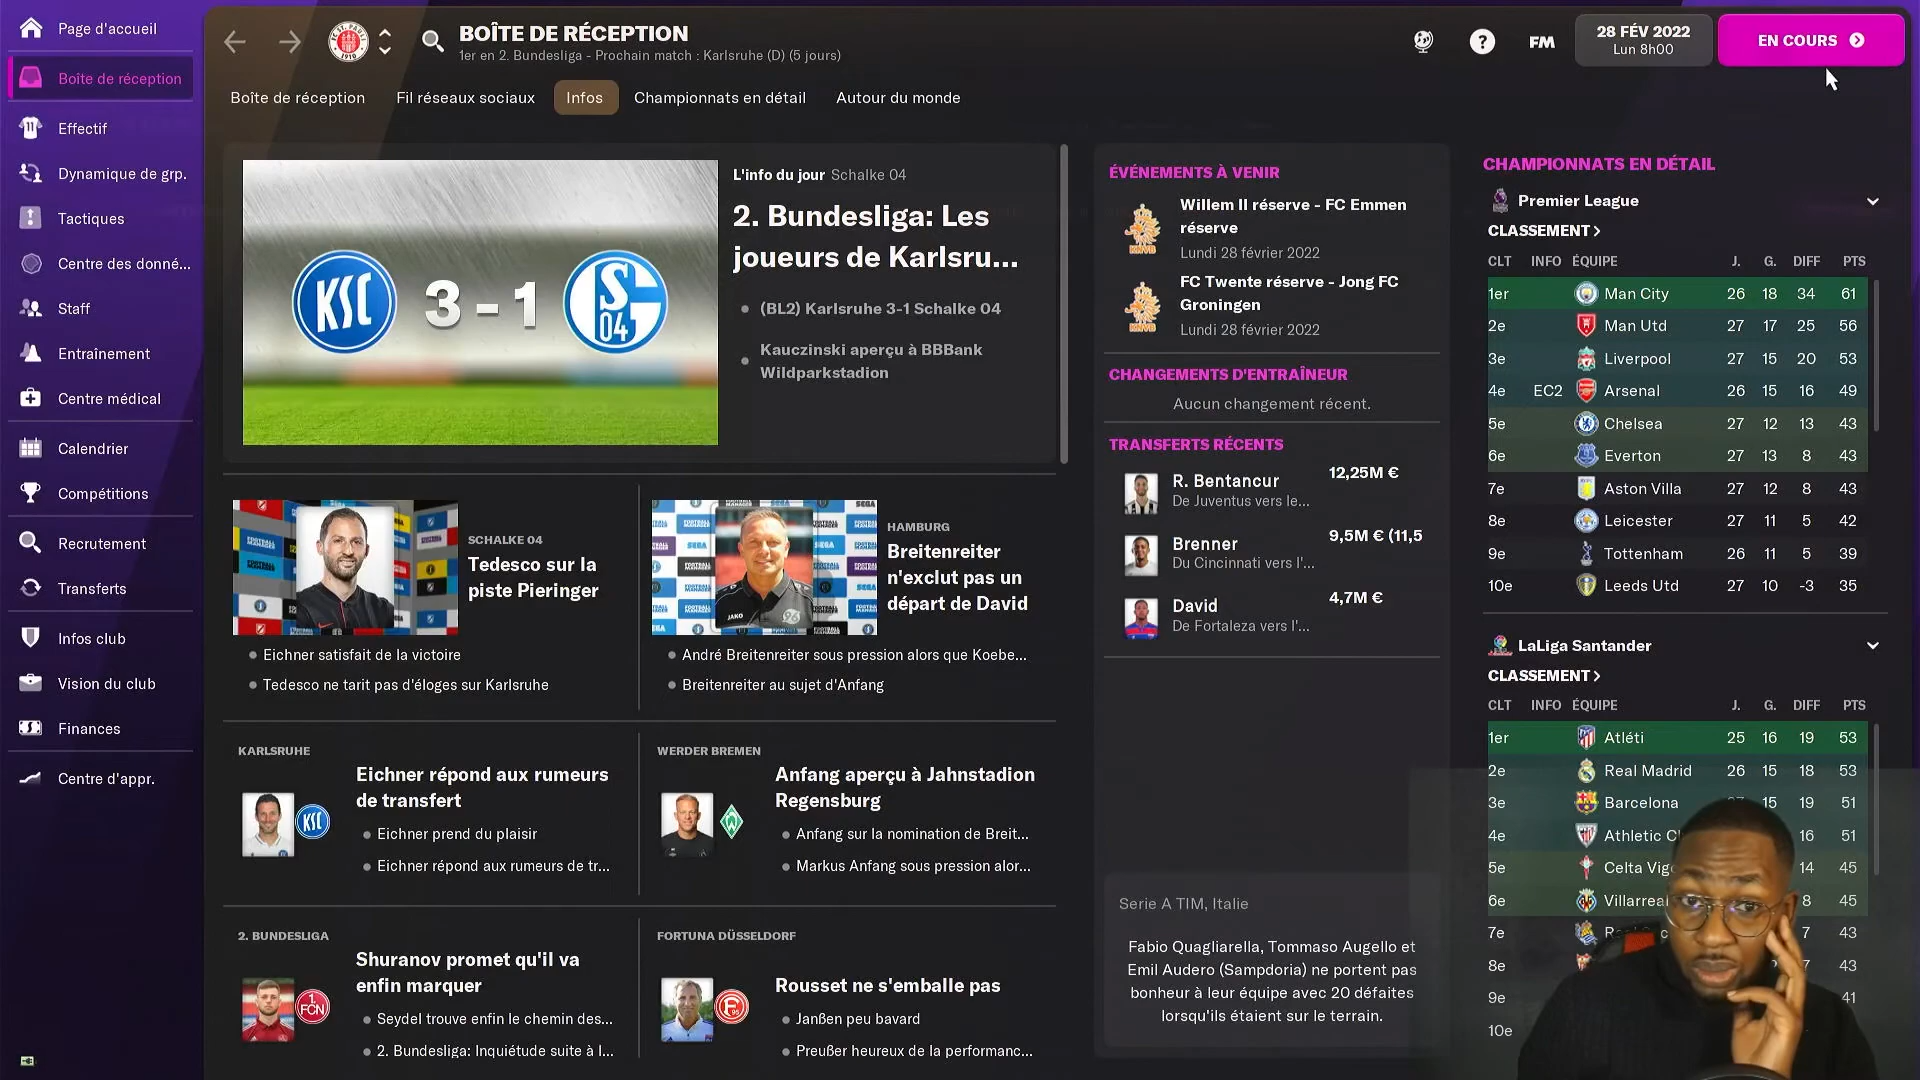 Page d'accueil
Boîte de réception
Effectif
Dynamique de grp.
Tactiques
Centre des donné...
Staff
Entraînement
Centre médical
Calendrier
Compétitions
Recrutement
Transferts
Infos club
Vision du club
Finances
Centre d'appr.
BOÎTE DE RÉCEPTION
1er en 2. Bundesliga - Prochain match : Karlsruhe (D) (5 jours)
FM
28 FÉV 2022
Lun 8h00
EN COURS
Boîte de réception
Fil réseaux sociaux
Infos
Championnats en détail
Autour du monde
KSC
3 - 1
S
04
L'info du jour Schalke 04
2. Bundesliga: Les
joueurs de Karlsru...
(BL2) Karlsruhe 3-1 Schalke 04
Kauczinski aperçu à BBBank
Wildparkstadion
SCHALKE 04
Tedesco sur la
piste Pieringer
Eichner satisfait de la victoire
Tedesco ne tarit pas d'éloges sur Karlsruhe
HAMBURG
Breitenreiter
n'exclut pas un
départ de David
André Breitenreiter sous pression alors que Koebe...
Breitenreiter au sujet d'Anfang
KARLSRUHE
Eichner répond aux rumeurs
de transfert
KSC
Eichner prend du plaisir
Eichner répond aux rumeurs de tr...
WERDER BREMEN
Anfang aperçu à Jahnstadion
Regensburg
Anfang sur la nomination de Breit...
Markus Anfang sous pression alor...
2. BUNDESLIGA
Shuranov promet qu'il va
enfin marquer
1.
FCN
Seydel trouve enfin le chemin des...
2. Bundesliga: Inquiétude suite à l...
FORTUNA DÜSSELDORF
Rousset ne s'emballe pas
Janßen peu bavard
Preußer heureux de la performanc...
ÉVÉNEMENTS À VENIR
Willem II réserve - FC Emmen
réserve
Lundi 28 février 2022
FC Twente réserve - Jong FC
Groningen
Lundi 28 février 2022
CHANGEMENTS D'ENTRAÎNEUR
Aucun changement récent.
TRANSFERTS RÉCENTS
R. Bentancur 12,25M €
De Juventus vers le...
Brenner 9,5M € (11,5
Du Cincinnati vers l'...
David 4,7M €
De Fortaleza vers l'...
Serie A TIM, Italie
Fabio Quagliarella, Tommaso Augello et
Emil Audero (Sampdoria) ne portent pas
bonheur à leur équipe avec 20 défaites
lorsqu'ils étaient sur le terrain.
CHAMPIONNATS EN DÉTAIL
Premier League
CLASSEMENT
CLT INFO ÉQUIPE J. G. DIFF PTS
1er Man City 26 18 34 61
2e Man Utd 27 17 25 56
3e Liverpool 27 15 20 53
4e EC2 Arsenal 26 15 16 49
5e Chelsea 27 12 13 43
6e Everton 27 13 8 43
7e Aston Villa 27 12 8 43
8e Leicester 27 11 5 42
9e Tottenham 26 11 5 39
10e Leeds Utd 27 10 -3 35
LaLiga Santander
CLASSEMENT
CLT INFO ÉQUIPE J. G. DIFF PTS
1er Atléti 25 16 19 53
2e Real Madrid 26 15 18 53
3e Barcelona 15 19 51
4e Athletic 16 51
5e Celta 14 45
6e Villarreal 8 45
7e 7 43
8e 43
9e 41
10e